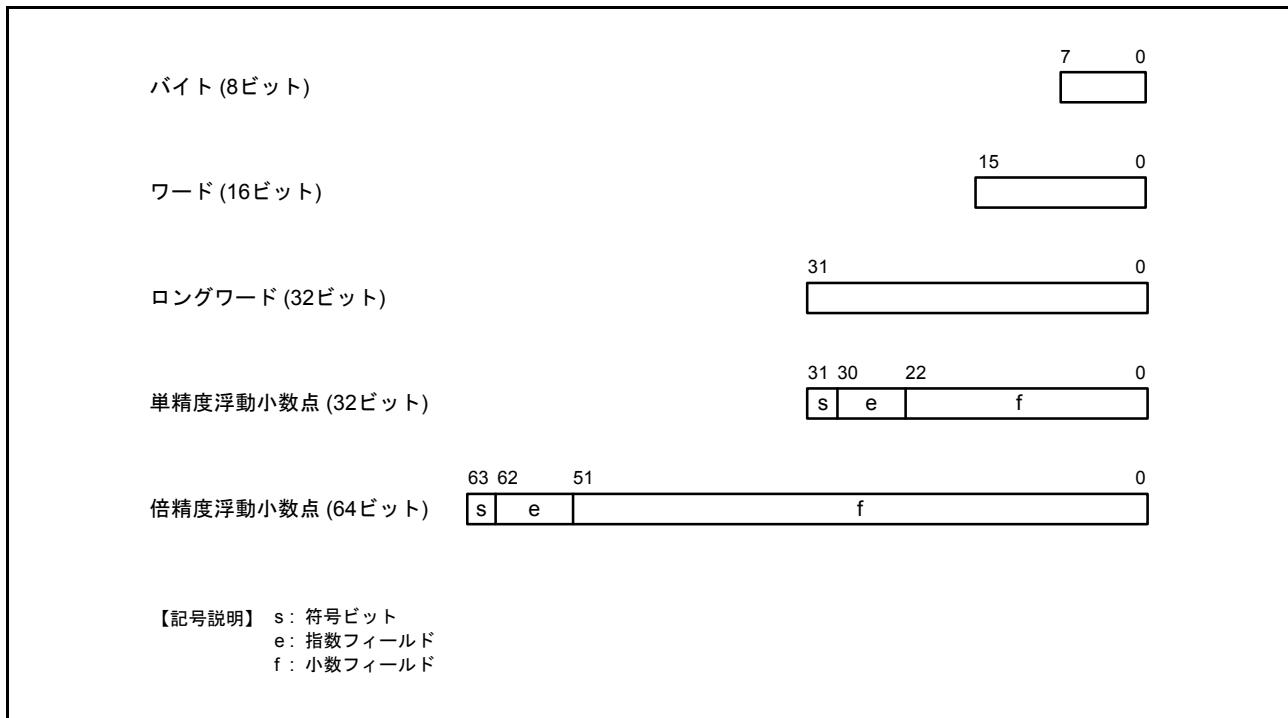 7 0
バイト (8ビット)
15 0
ワード (16ビット)
31 0
ロングワード (32ビット)
31 30 22 0
単精度浮動小数点 (32ビット) s e f
63 62 51 0
倍精度浮動小数点 (64ビット) s e f
【記号説明】 s : 符号ビット
e : 指数フィールド
f : 小数フィールド